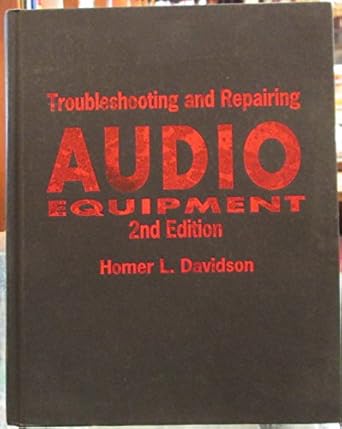 Troubleshooting and Repairing
AUDIO
EQUIPMENT
2nd Edition
Homer L. Davidson